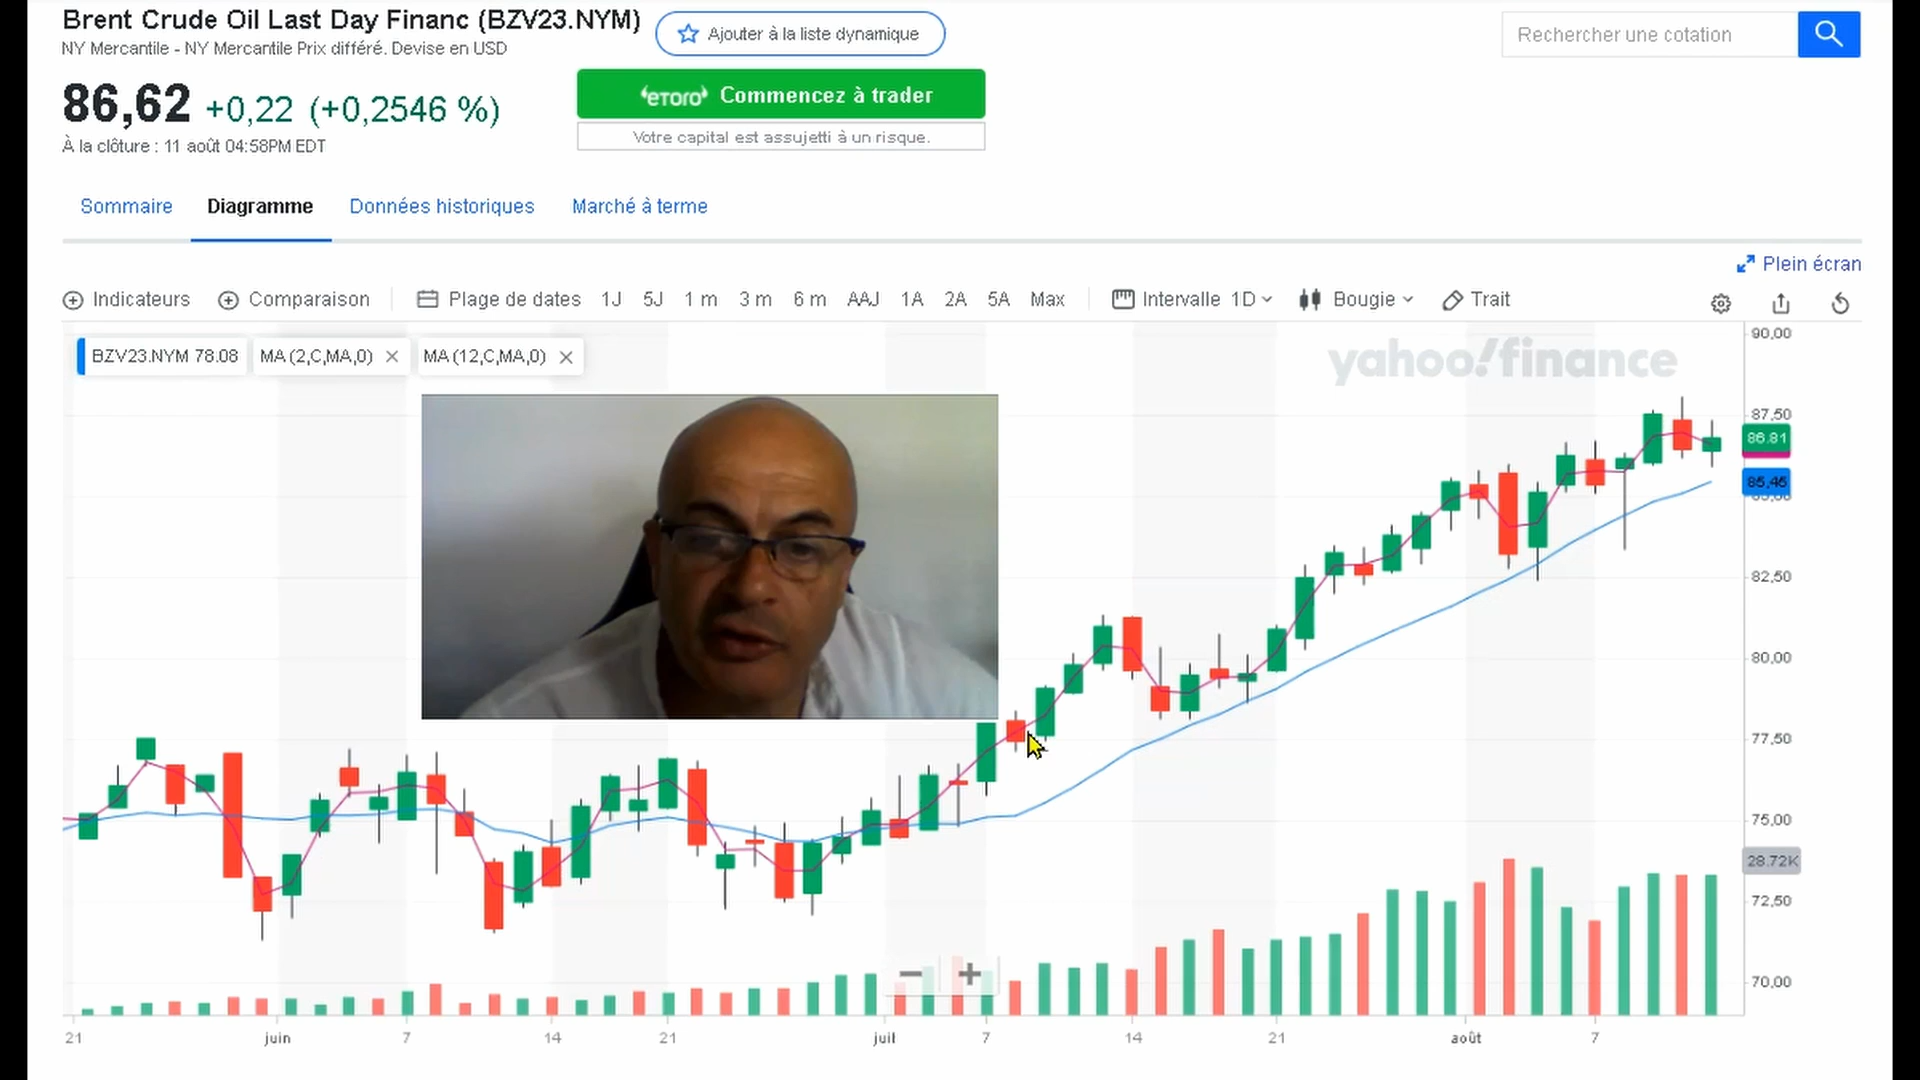 Brent Crude Oil Last Day Financ (BZV23.NYM)
Ajouter à la liste dynamique
Rechercher une cotation
NY Mercantile - NY Mercantile Prix différé. Devise en USD
86,62 +0,22 (+0,2546 %)
eTORO Commencez à trader
Votre capital est assujetti à un risque.
À la clôture : 11 août 04:58PM EDT
Sommaire Diagramme Données historiques Marché à terme
Plein écran
Indicateurs Comparaison Plage de dates 1J 5J 1 m 3 m 6 m AAJ 1A 2A 5A Max Intervalle 1D Bougie Trait
BZV23.NYM 78.08 MA (2,C,MA,0) MA (12,C,MA,0)
yahoo!finance
90,00
87,50
86.81
85,45
85,00
82,50
80,00
77,50
75,00
28.72K
72,50
70,00
21 juin 7 14 21 juil 7 14 21 août 7